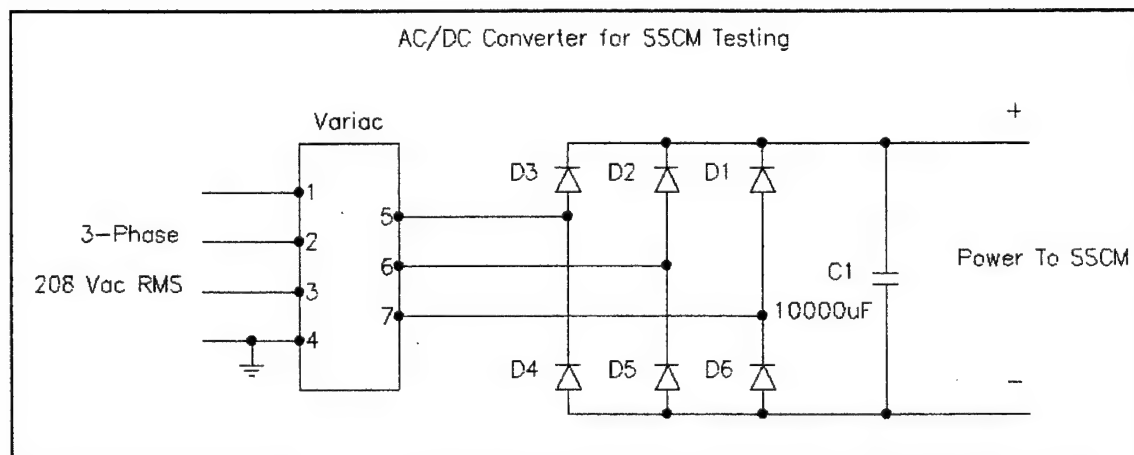 AC/DC Converter for SSCM Testing
Variac
+
D3 D2 D1
1
5
3-Phase
2
6
Power To SSCM
C1
208 Vac RMS
3
7
10000uF
4
D4 D5 D6
-